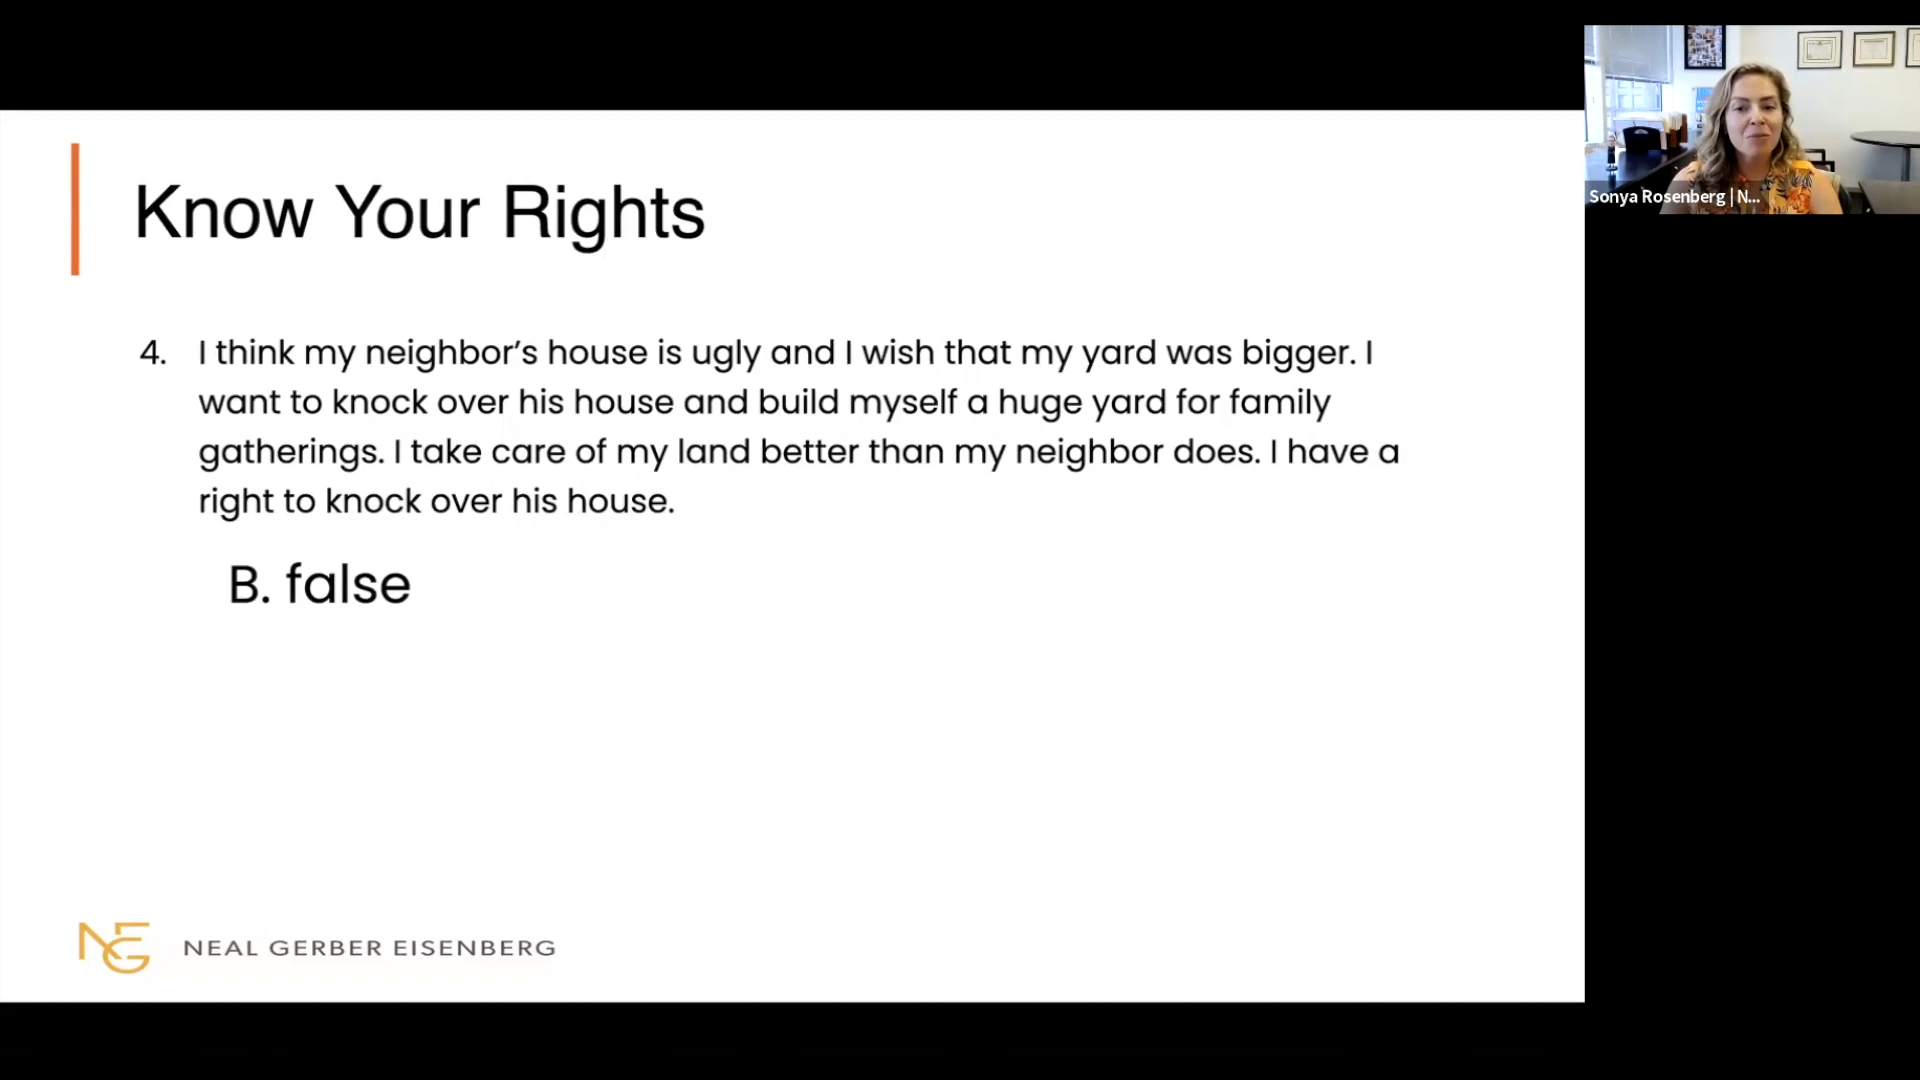 Know Your Rights
4. I think my neighbor's house is ugly and I wish that my yard was bigger. I
want to knock over his house and build myself a huge yard for family
gatherings. I take care of my land better than my neighbor does. I have a
right to knock over his house.
B. false
NGE NEAL GERBER EISENBERG
Sonya Rosenberg | N...